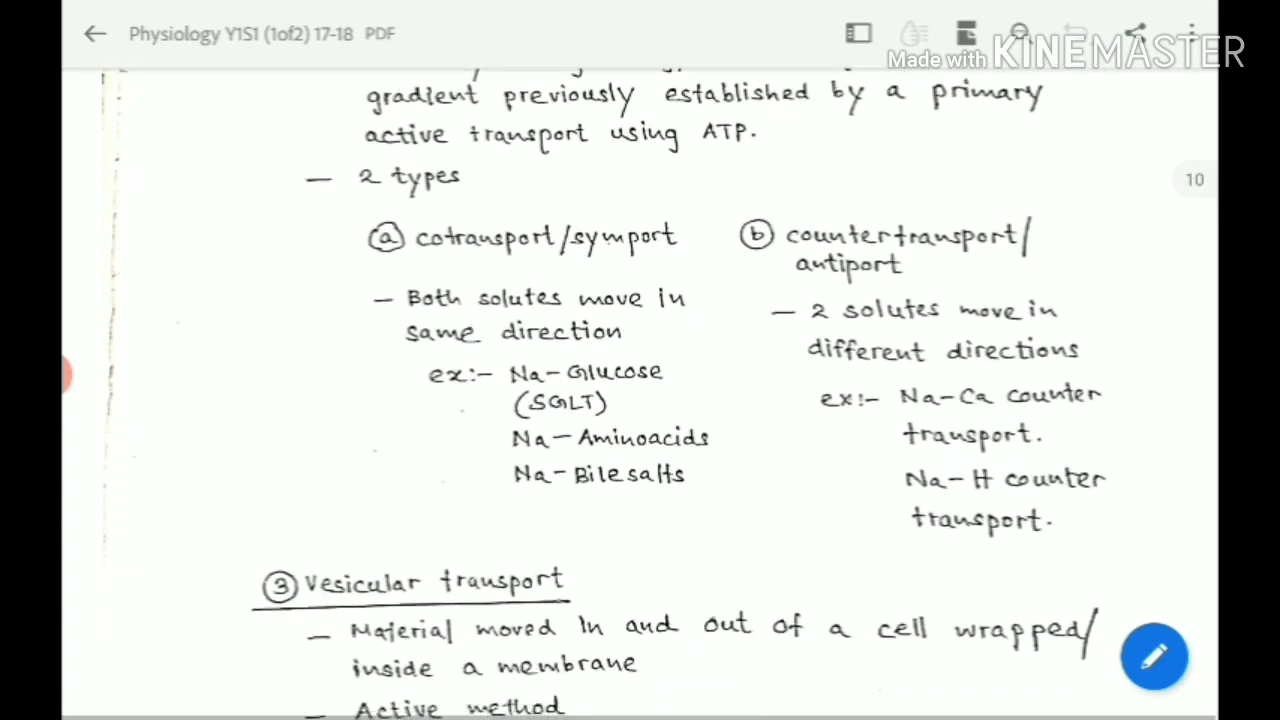 Physiology Y1S1 (1of2) 17-18 PDF
Made with KINEMASTER
gradient previously established by a primary
active transport using ATP.
— 2 types
10
ⓐ cotransport/symport
— Both solutes move in
same direction
ex:- Na-Glucose
(SGLT)
Na-Aminoacids
Na-Bilesalts
ⓑ countertransport/
antiport
— 2 solutes move in
different directions
ex:- Na-Ca counter
transport.
Na-H counter
transport.
③ Vesicular transport
— Material moved In and out of a cell wrapped/
inside a membrane
— Active method